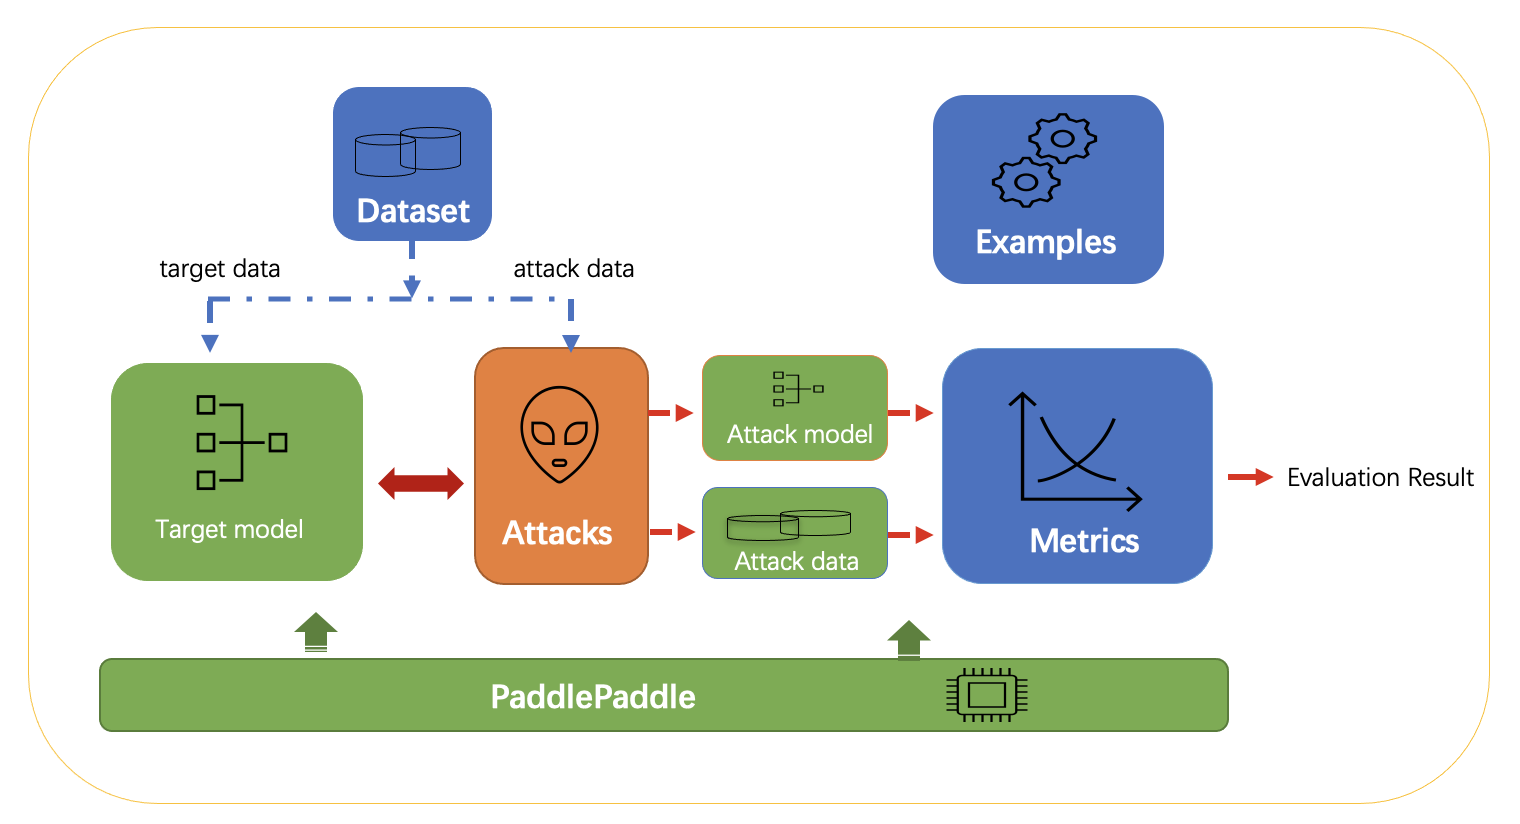 Dataset
Examples
target data
attack data
Target model
Attacks
Attack model
Attack data
Metrics
Evaluation Result
PaddlePaddle